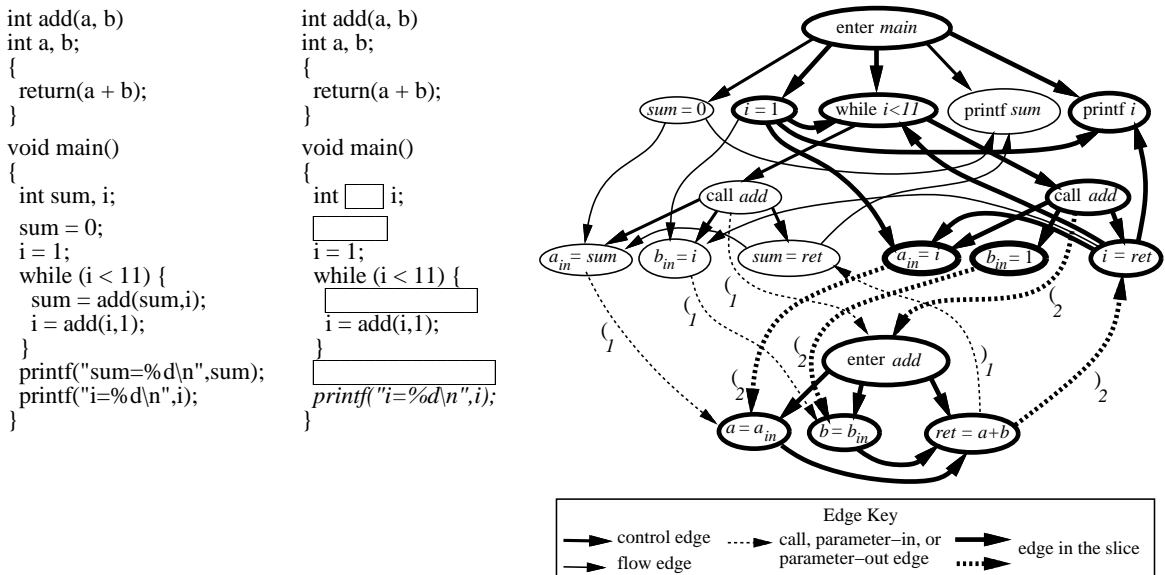 int add(a, b)
int a, b;
{
return(a + b);
}
void main()
{
int sum, i;
sum = 0;
i = 1;
while (i < 11) {
sum = add(sum,i);
i = add(i,1);
}
printf("sum=%d\n",sum);
printf("i=%d\n",i);
}
int add(a, b)
int a, b;
{
return(a + b);
}
void main()
{
int i;
i = 1;
while (i < 11) {
i = add(i,1);
}
printf("i=%d\n",i);
}
enter main
sum = 0
i = 1
while i<11
printf sum
printf i
call add
call add
a_in = sum
b_in = i
sum = ret
a_in = i
b_in = 1
i = ret
(1
(1
(1
(2
(2
(2
)1
)2
enter add
a = a_in
b = b_in
ret = a+b
Edge Key
control edge
flow edge
call, parameter−in, or
parameter−out edge
edge in the slice